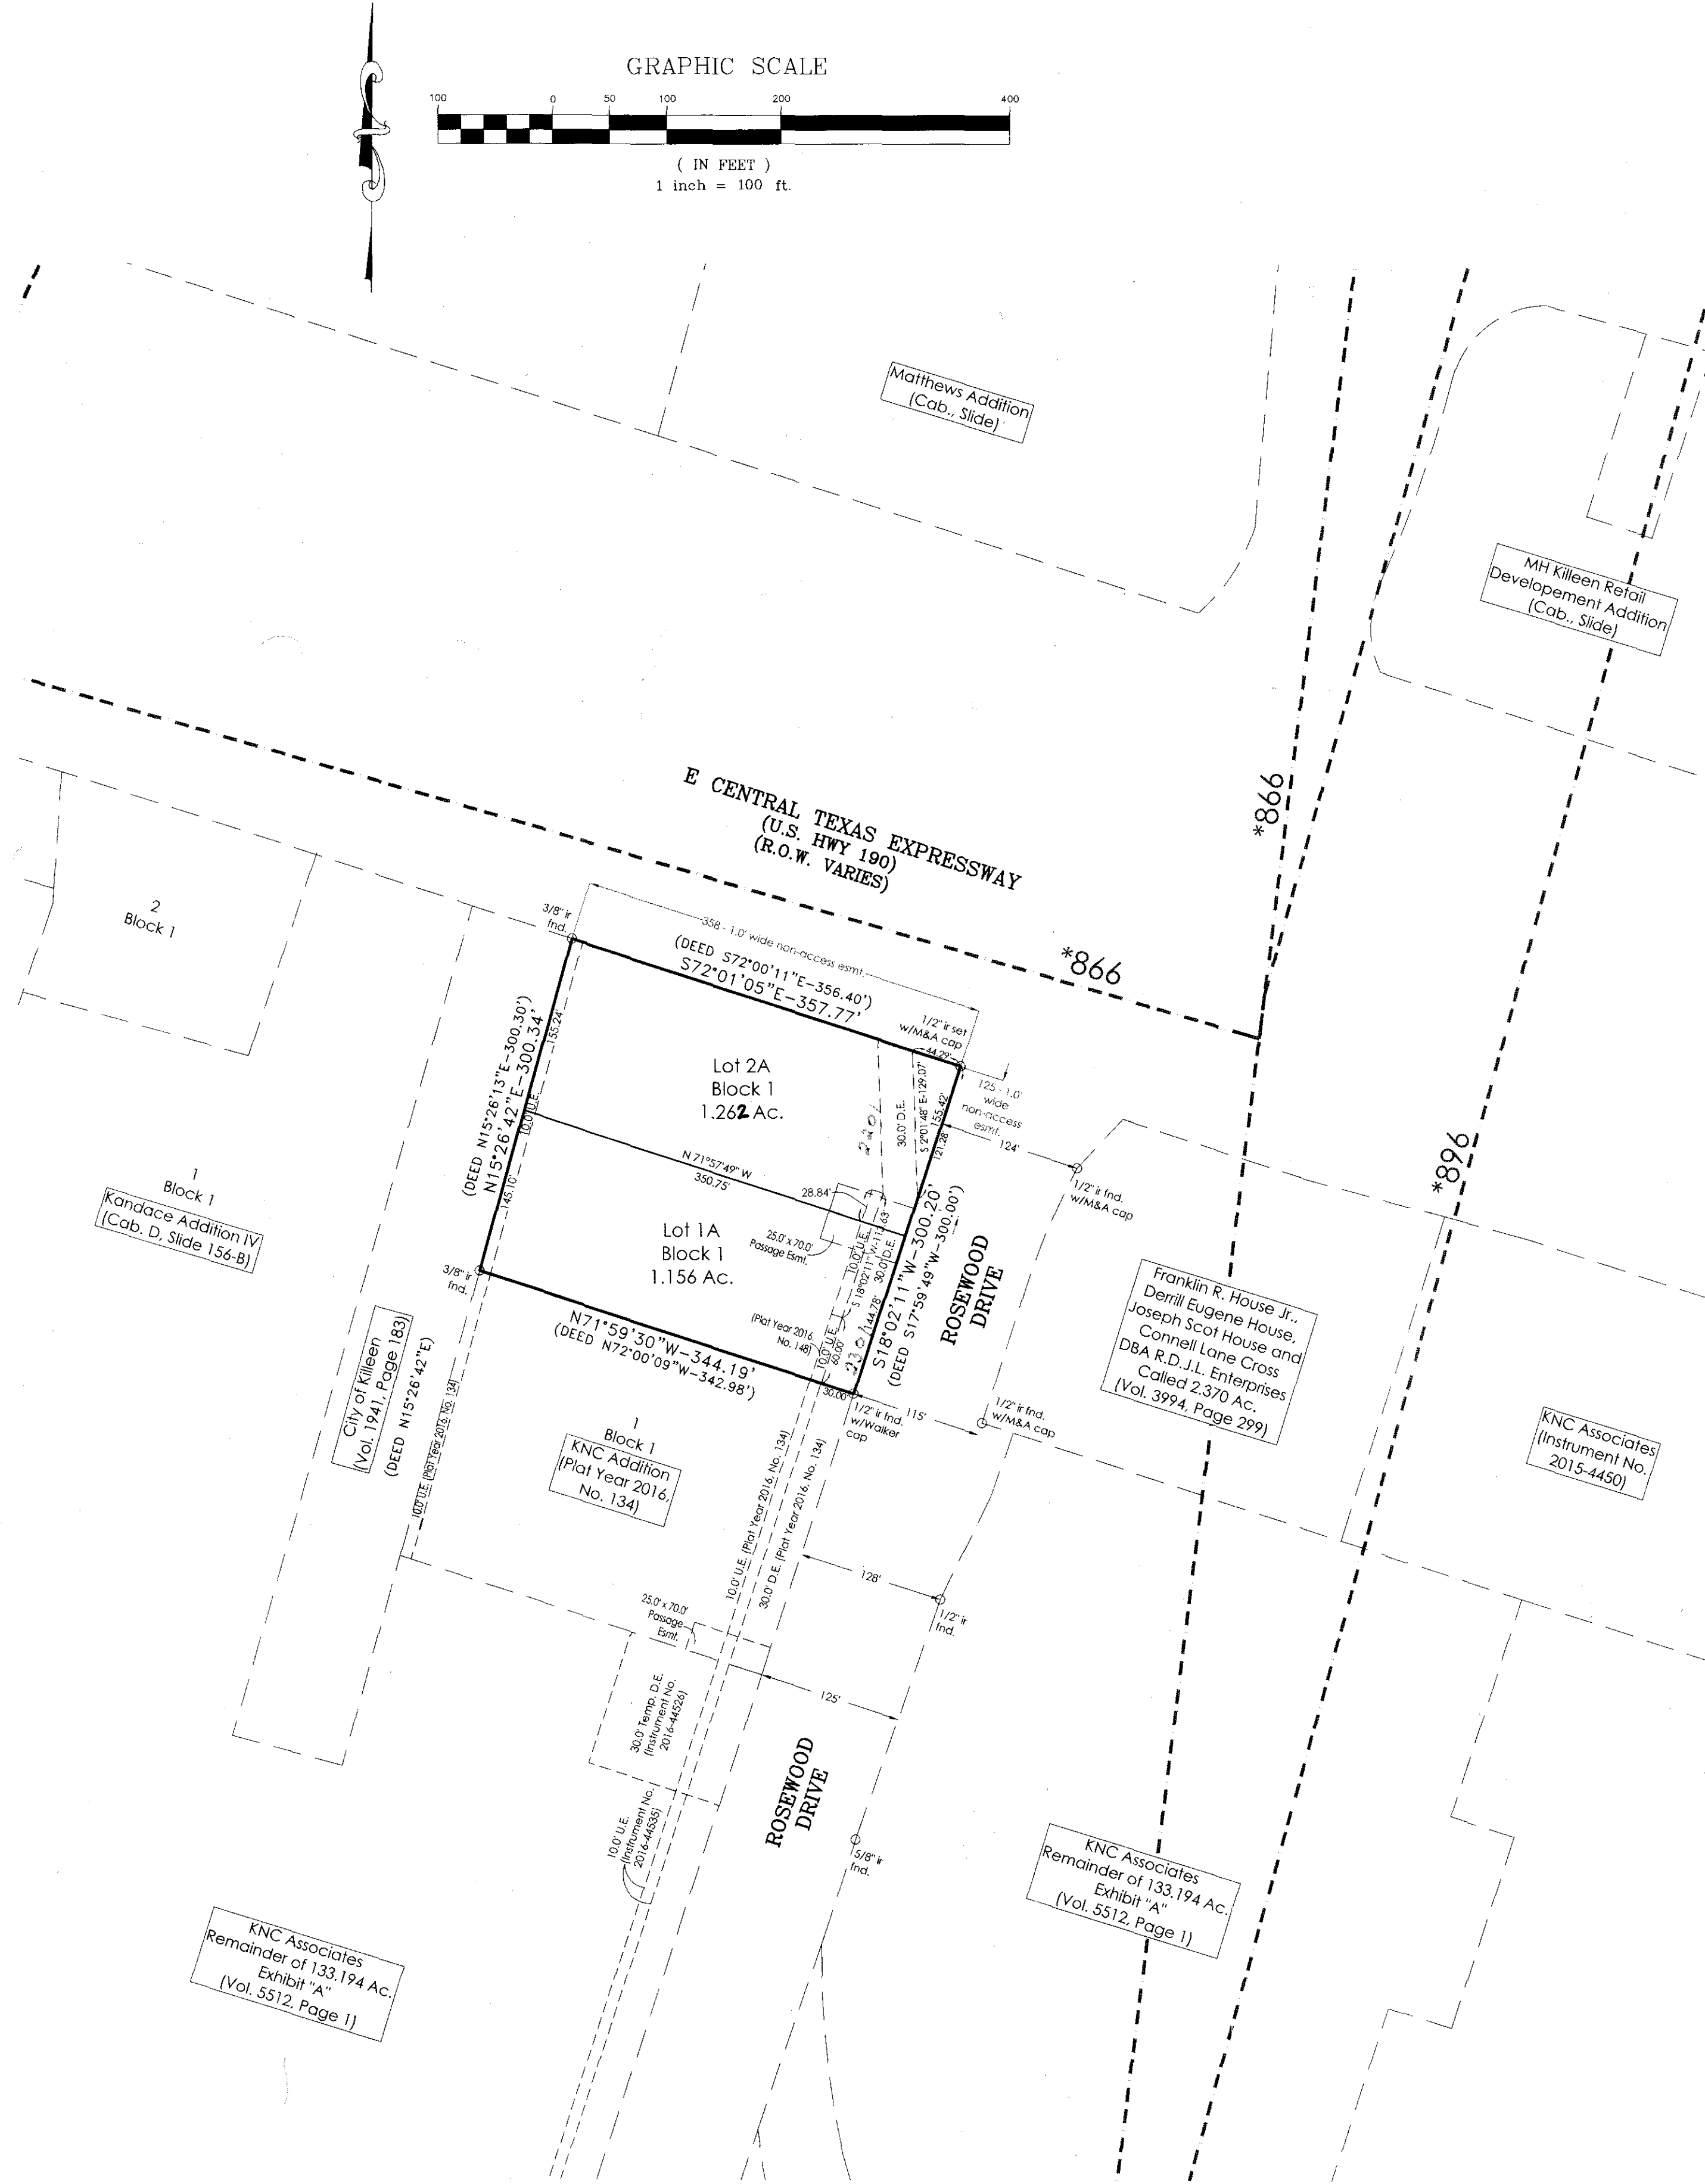 GRAPHIC SCALE
100 0 50 100 200 400
( IN FEET )
1 inch = 100 ft.
Matthews Addition
(Cab., Slide)
MH Killeen Retail
Developement Addition
(Cab., Slide)
*866
E CENTRAL TEXAS EXPRESSWAY
(U.S. HWY 190)
(R.O.W. VARIES)
*866
2
Block 1
3/8" ir
fnd.
358 - 1.0' wide non-access esmt.
(DEED S72°00'11"E-356.40')
S72°01'05"E-357.77'
1/2" ir set
w/M&A cap
44.29'
125 - 1.0'
wide
non-access
esmt.
124'
1/2" ir fnd.
w/M&A cap
*896
(DEED N15°26'13"E-300.30')
N15°26'42"E-300.34'
155.24'
10.0' U.E.
145.10'
Lot 2A
Block 1
1.262 Ac.
2201
30.0' D.E.
S 2°01'48" E-129.07'
155.42'
121.28'
N 71°57'49" W
350.75'
28.84'
25.0' x 70.0'
Passage Esmt.
Lot 1A
Block 1
1.156 Ac.
10.0' U.E.
S 18°02'11" W-113.63'
30.0' D.E.
144.78'
S18°02'11"W-300.20'
(DEED S17°59'49"W-300.00')
ROSEWOOD
DRIVE
1
Block 1
Kandace Addition IV
(Cab. D, Slide 156-B)
3/8" ir
fnd.
N71°59'30"W-344.19'
(DEED N72°00'09"W-342.98')
(Plat Year 2016,
No. 148)
10.0' U.E.
60.00'
2301
30.00'
1/2" ir fnd.
w/Walker
cap
115'
1/2" ir fnd.
w/M&A cap
Franklin R. House Jr.,
Derrill Eugene House,
Joseph Scot House and
Connell Lane Cross
DBA R.D.J.L. Enterprises
Called 2.370 Ac.
(Vol. 3994, Page 299)
KNC Associates
(Instrument No.
2015-4450)
City of Killeen
(Vol. 1941, Page 183)
(DEED N15°26'42"E)
10.0' U.E. (Plat Year 2016, No. 134)
1
Block 1
KNC Addition
(Plat Year 2016,
No. 134)
10.0' U.E. (Plat Year 2016, No. 134)
30.0' D.E. (Plat Year 2016, No. 134)
128'
1/2" ir
fnd.
25.0' x 70.0'
Passage
Esmt.
125'
30.0' Temp. D.E.
(Instrument No.
2016-44526)
ROSEWOOD
DRIVE
10.0' U.E.
(Instrument No.
2016-44535)
5/8" ir
fnd.
KNC Associates
Remainder of 133.194 Ac.
Exhibit "A"
(Vol. 5512, Page 1)
KNC Associates
Remainder of 133.194 Ac.
Exhibit "A"
(Vol. 5512, Page 1)